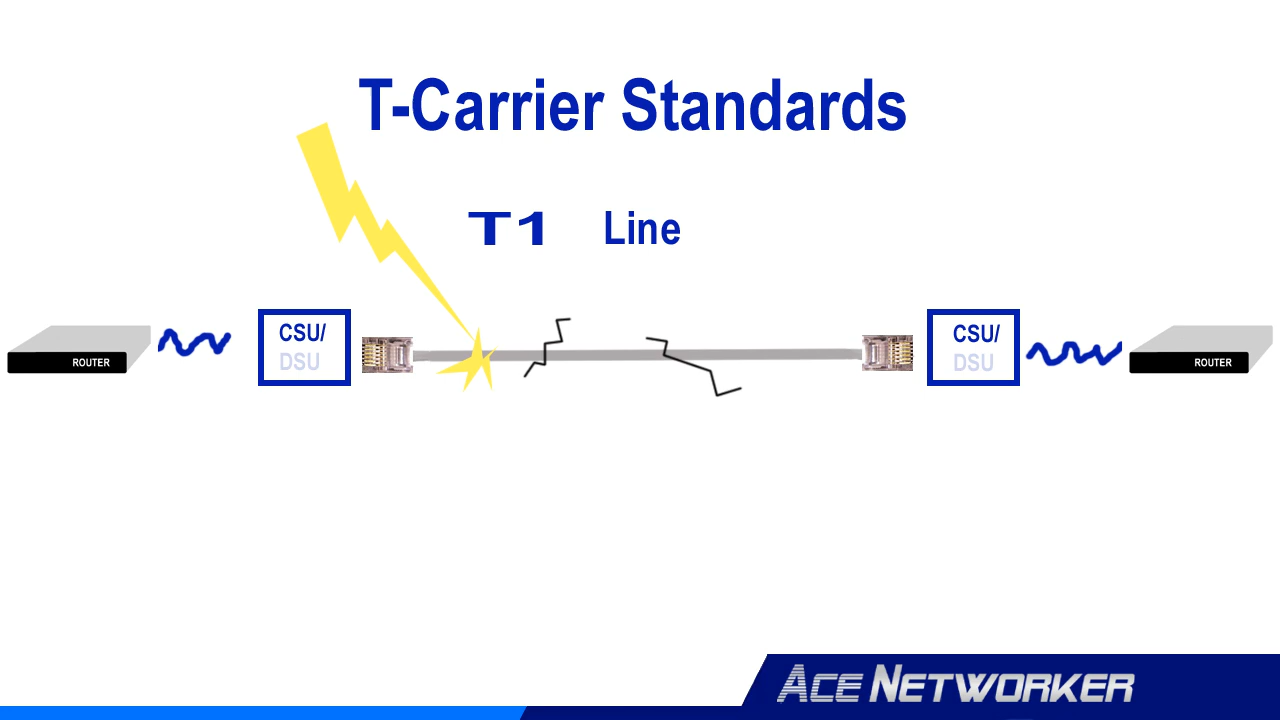 T-Carrier Standards
T1 Line
CSU/
DSU
CSU/
DSU
ROUTER
ROUTER
ACE NETWORKER